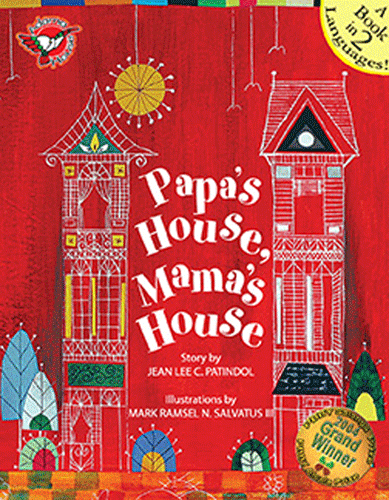 A
Book
in 2
Languages!
Papa's
House,
Mama's
House
Story by
JEAN LEE C. PATINDOL
Illustrations by
MARK RAMSEL N. SALVATUS III
2004
Grand
Winner